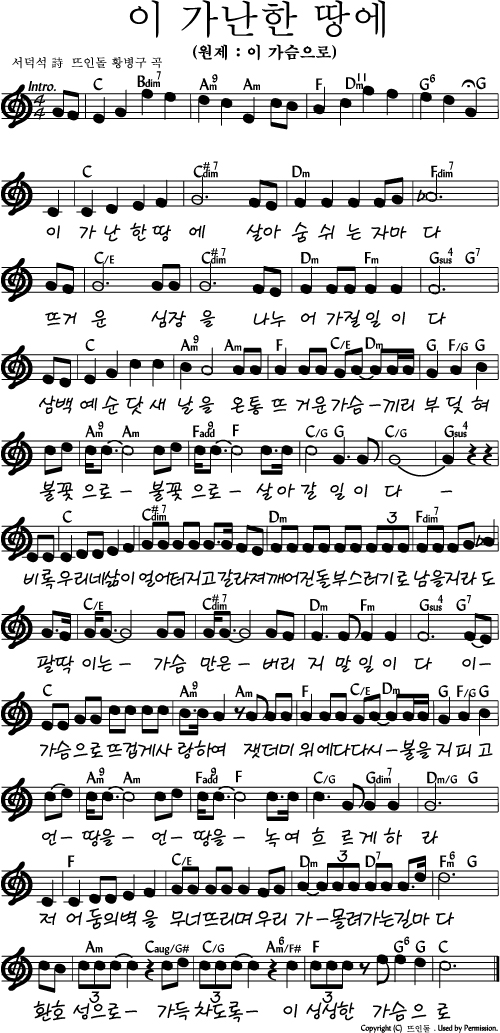 이 가난한 땅에
(원제 : 이 가슴으로)
서덕석 詩 뜨인돌 황병구 곡
Intro. C Bdim7 Am9 Am F Dm11 G6 G
C C#dim7 Dm Fdim7
이 가 난 한 땅 에 살아 숨 쉬 는 자마 다
C/E C#dim7 Dm Fm Gsus4 G7
뜨거 운 심장 을 나누 어 가질 일 이 다
C Am9 Am F C/E Dm G F/G G
삼백 예 순 닷 새 날 을 온통 뜨 거운 가슴 - 끼리 부 딪 혀
Am9 Am Fadd9 F C/G G C/G Gsus4
불꽃 으로 - 불꽃 으로 - 살아 갈 일 이 다 -
C C#dim7 Dm 3 Fdim7
비록 우리네 삶이 얼어 터지고 갈라져 깨어진 돌 부스러기로 남을지라 도
C/E C#dim7 Dm Fm Gsus4 G7
팔딱 이는 - 가슴 만은 - 버리 지 말 일 이 다 이 -
C Am9 Am F C/E Dm G F/G G
가슴으로 뜨겁게사 랑하여 잿더미 위에다 다시 - 불을 지 피 고
Am9 Am Fadd9 F C/G Gdim7 Dm/G G
언 - 땅을 - 언 - 땅을 - 녹 여 흐 르 게 하 라
F C/E Dm 3 D7 3 Fm6 G
저 어 둠의 벽 을 무너뜨리며 우리 가 - 몰려가는길마 다
Am Caug/G# C/G Am6/F# F G6 G C
환호 성으로 - 가득 차도록 - 이 싱싱한 가슴 으 로
3 3 3 3
Copyright (C) 뜨인돌 . Used by Permission.